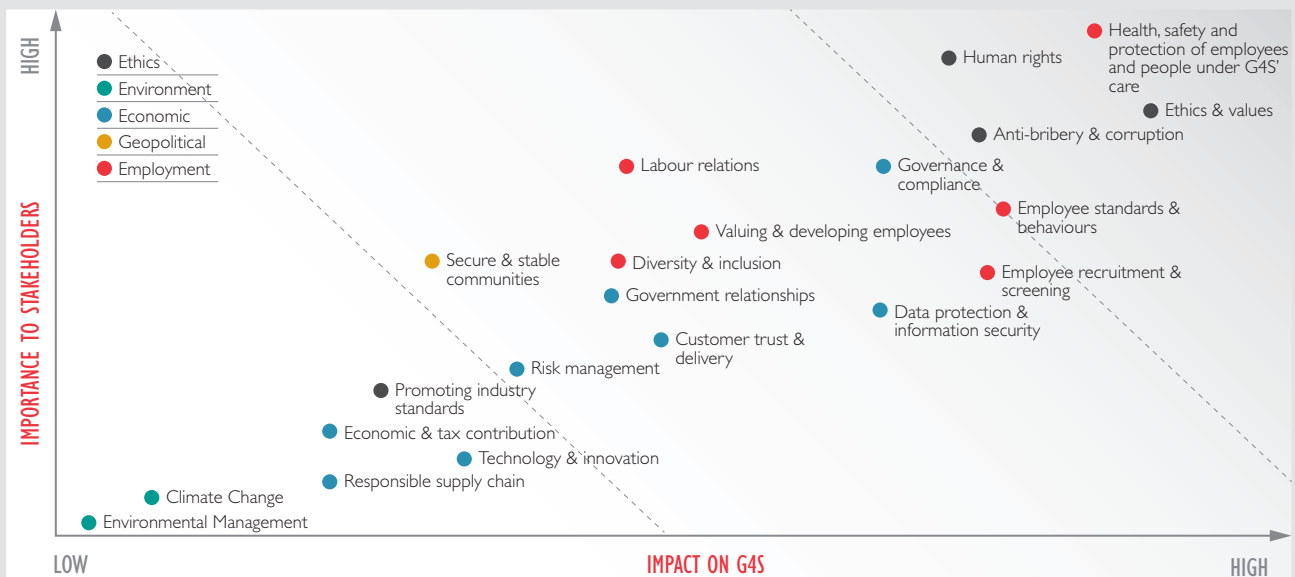 HIGH
IMPORTANCE TO STAKEHOLDERS
Ethics
Environment
Economic
Geopolitical
Employment
Health, safety and
protection of employees
and people under G4S’
care
Human rights
Ethics & values
Anti-bribery & corruption
Labour relations
Governance &
compliance
Employee standards &
behaviours
Valuing & developing employees
Secure & stable
communities
Diversity & inclusion
Employee recruitment &
screening
Government relationships
Data protection &
information security
Customer trust &
delivery
Risk management
Promoting industry
standards
Economic & tax contribution
Technology & innovation
Responsible supply chain
Climate Change
Environmental Management
LOW
IMPACT ON G4S
HIGH